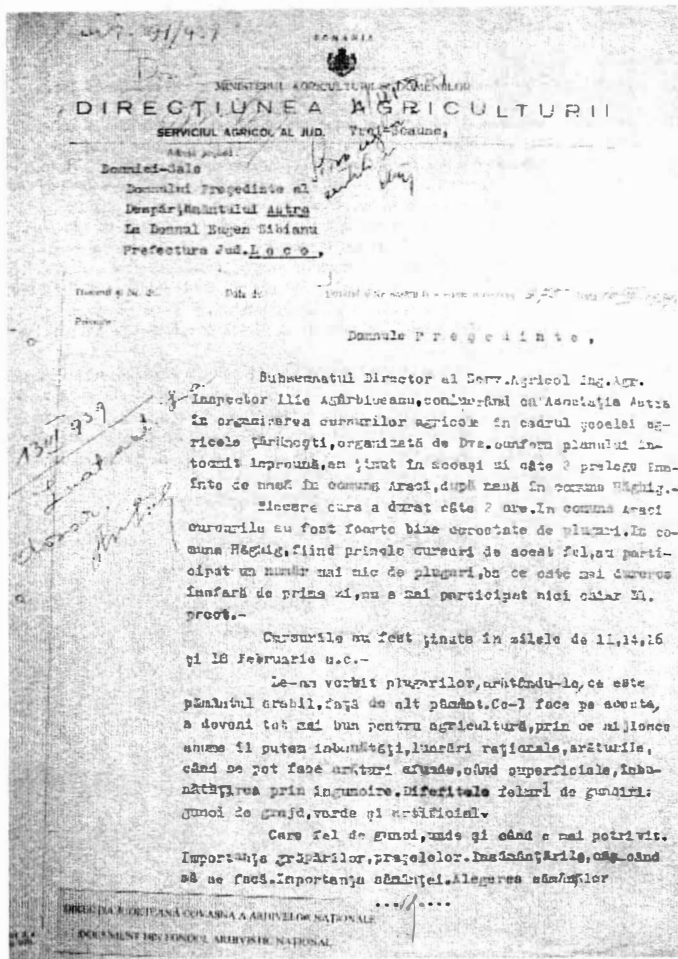 ROMANIA
MINISTERUL AGRICULTURII ȘI DOMENIILOR
DIRECȚIUNEA AGRICULTURII
SERVICIUL AGRICOL AL JUD. Trei-Scaune,
Domniei-Sale
Domnului Președinte al
Despărțământului Astra
La Domnul Eugen Sibianu
Prefectura Jud. L o c o ,
Domnule P r e ș e d i n t e ,
Subsemnatul Director al Serv.Agricol Ing.Agr.
Inspector Ilie Agârbiceanu,conlucrând cu Asociația Astra
în organizarea cursurilor agricole în cadrul școalei a-
gricole țărănești,organizată de Dvs.conform planului în-
tocmit împreună,am ținut în aceași zi câte 2 prelegeri îna-
inte de masă în comuna Araci,după masă în comuna Hăghig.-
Fiecare curs a durat câte 2 ore.In comuna Araci
cursurile au fost foarte bine cercetate de plugari.In co-
muna Hăghig,fiind primele cursuri de acest fel,au parti-
cipat un număr mai mic de plugari,ba ce este mai dureros
înafară de prima zi,nu a mai participat nici chiar Dl.
preot.-
Cursurile au fost ținute în zilele de 11,14,16
și 18 Februarie a.c.-
Le-am vorbit plugarilor,arătându-le,ce este
pământul arabil,față de alt pământ.Ce-l face pe acesta,
a deveni tot mai bun pentru agricultură,prin ce mijloace
anume îl putem îmbunătăți,lucrări raționale,arăturile,
când se pot face arături afunde,când superficiale,îmbu-
nătățirea prin îngunoire.Diferitele feluri de gunoiri:
gunoi de grajd,verde și artificial.
Care fel de gunoi,unde și când e mai potrivit.
Importanța grăpărilor,prașelelor.Insămânțările,când
să se facă.Importanța sămânței.Alegerea semințelor
DIRECȚIA JUDEȚEANĂ COVASNA A ARHIVELOR NAȚIONALE
DOCUMENT DIN FONDUL ARHIVISTIC NAȚIONAL